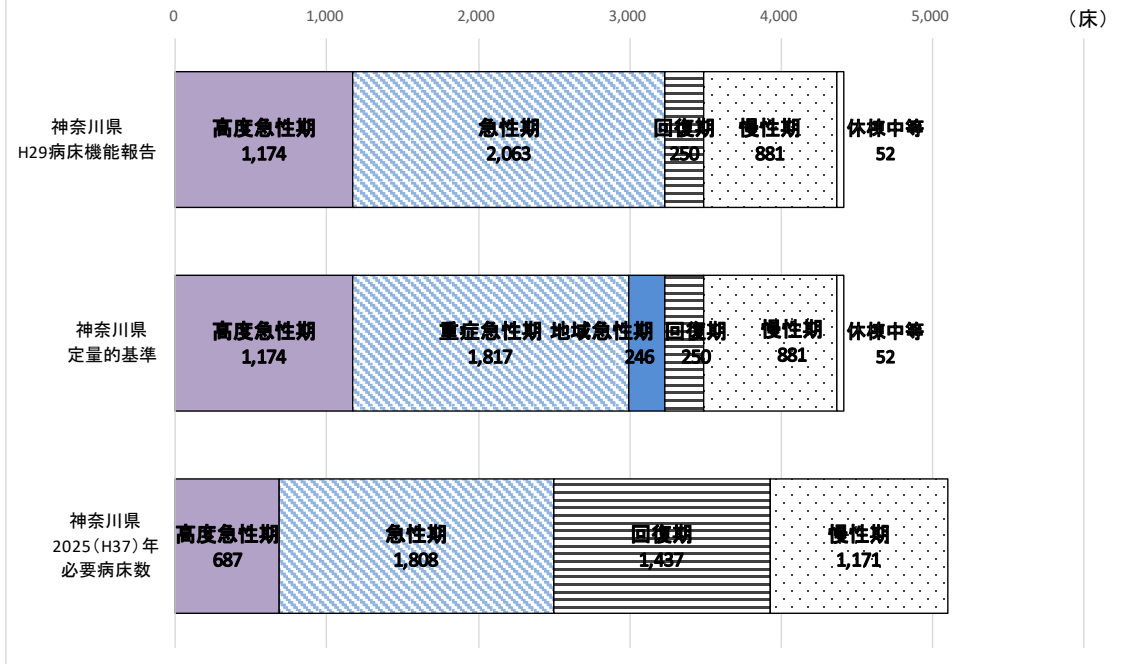 0 1,000 2,000 3,000 4,000 5,000 （床）
神奈川県
H29病床機能報告
高度急性期 急性期 回復期 慢性期 休棟中等
1,174 2,063 250 881 52
神奈川県
定量的基準
高度急性期 重症急性期 地域急性期 回復期 慢性期 休棟中等
1,174 1,817 246 250 881 52
神奈川県
2025（H37）年
必要病床数
高度急性期 急性期 回復期 慢性期
687 1,808 1,437 1,171